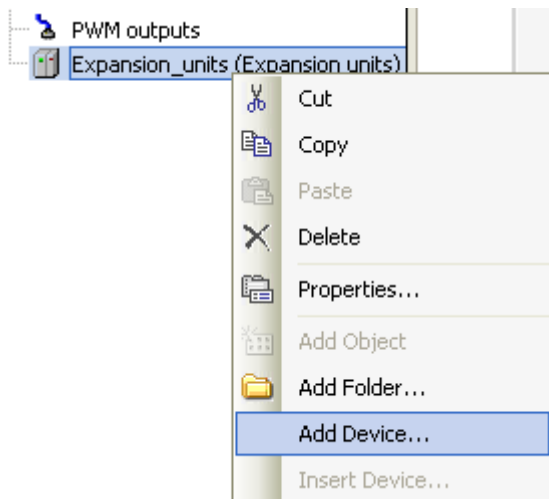 PWM outputs
Expansion_units (Expansion units)
Cut
Copy
Paste
Delete
Properties...
Add Object
Add Folder...
Add Device...
Insert Device...